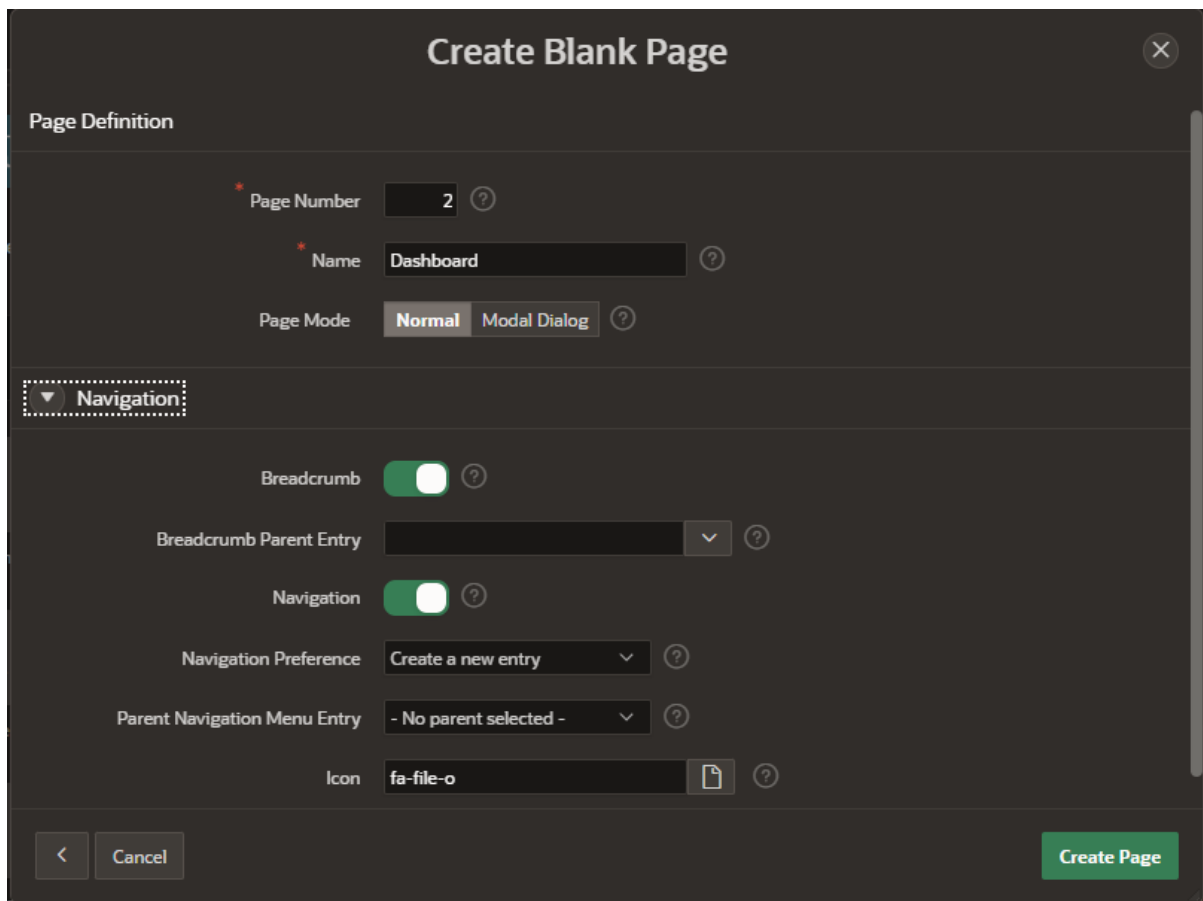 Create Blank Page
Page Definition
* Page Number 2
* Name Dashboard
Page Mode Normal Modal Dialog
Navigation
Breadcrumb
Breadcrumb Parent Entry
Navigation
Navigation Preference Create a new entry
Parent Navigation Menu Entry - No parent selected -
Icon fa-file-o
Cancel Create Page